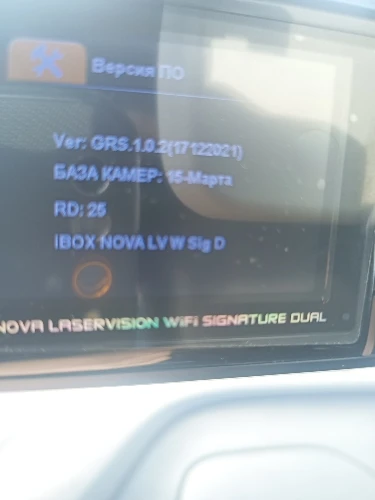 Версия ПО
Ver: GRS.1.0.2(17122021)
БАЗА КАМЕР: 15-Марта
RD: 25
iBOX NOVA LV W Sig D
NOVA LASERVISION WiFi SIGNATURE DUAL